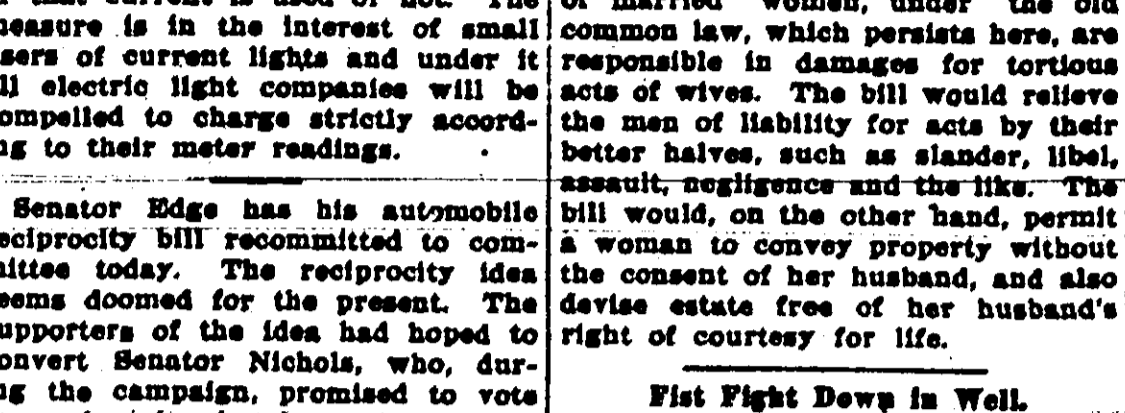 measure is in the interest of small
users of current lights and under it
all electric light companies will be
compelled to charge strictly accord-
ing to their meter readings.
Senator Edge has his automobile
reciprocity bill recommitted to com-
mittee today. The reciprocity idea
seems doomed for the present. The
supporters of the idea had hoped to
convert Senator Nichols, who, dur-
ing the campaign, promised to vote
of married women, under the old
common law, which persists here, are
responsible in damages for tortious
acts of wives. The bill would relieve
the men of liability for acts by their
better halves, such as slander, libel,
assault, negligence and the like. The
bill would, on the other hand, permit
a woman to convey property without
the consent of her husband, and also
devise estate free of her husband's
right of courtesy for life.
Fist Fight Down in Well.